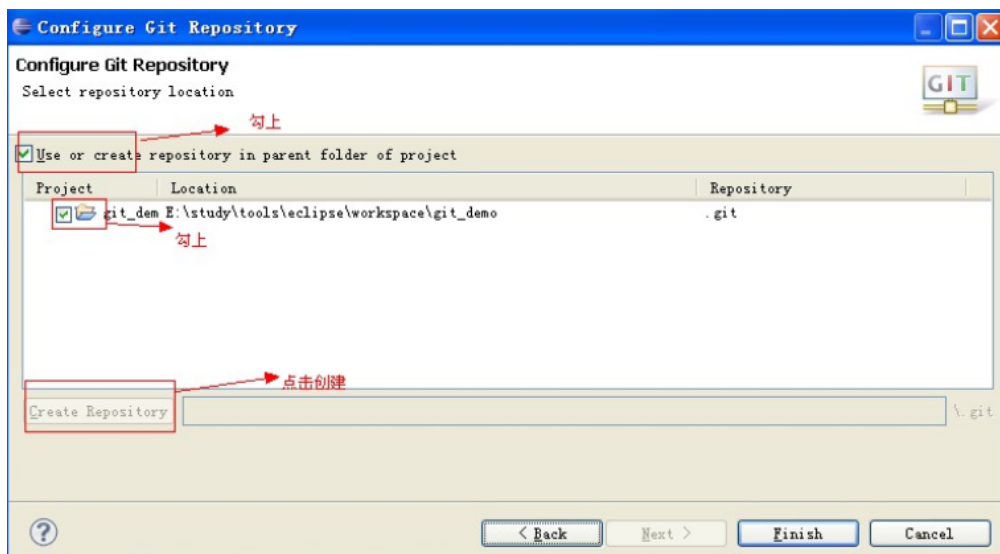 Configure Git Repository
Configure Git Repository
Select repository location
GIT
勾上
Use or create repository in parent folder of project
Project Location Repository
git_dem E:\study\tools\eclipse\workspace\git_demo .git
勾上
点击创建
Create Repository \.git
? < Back Next > Finish Cancel